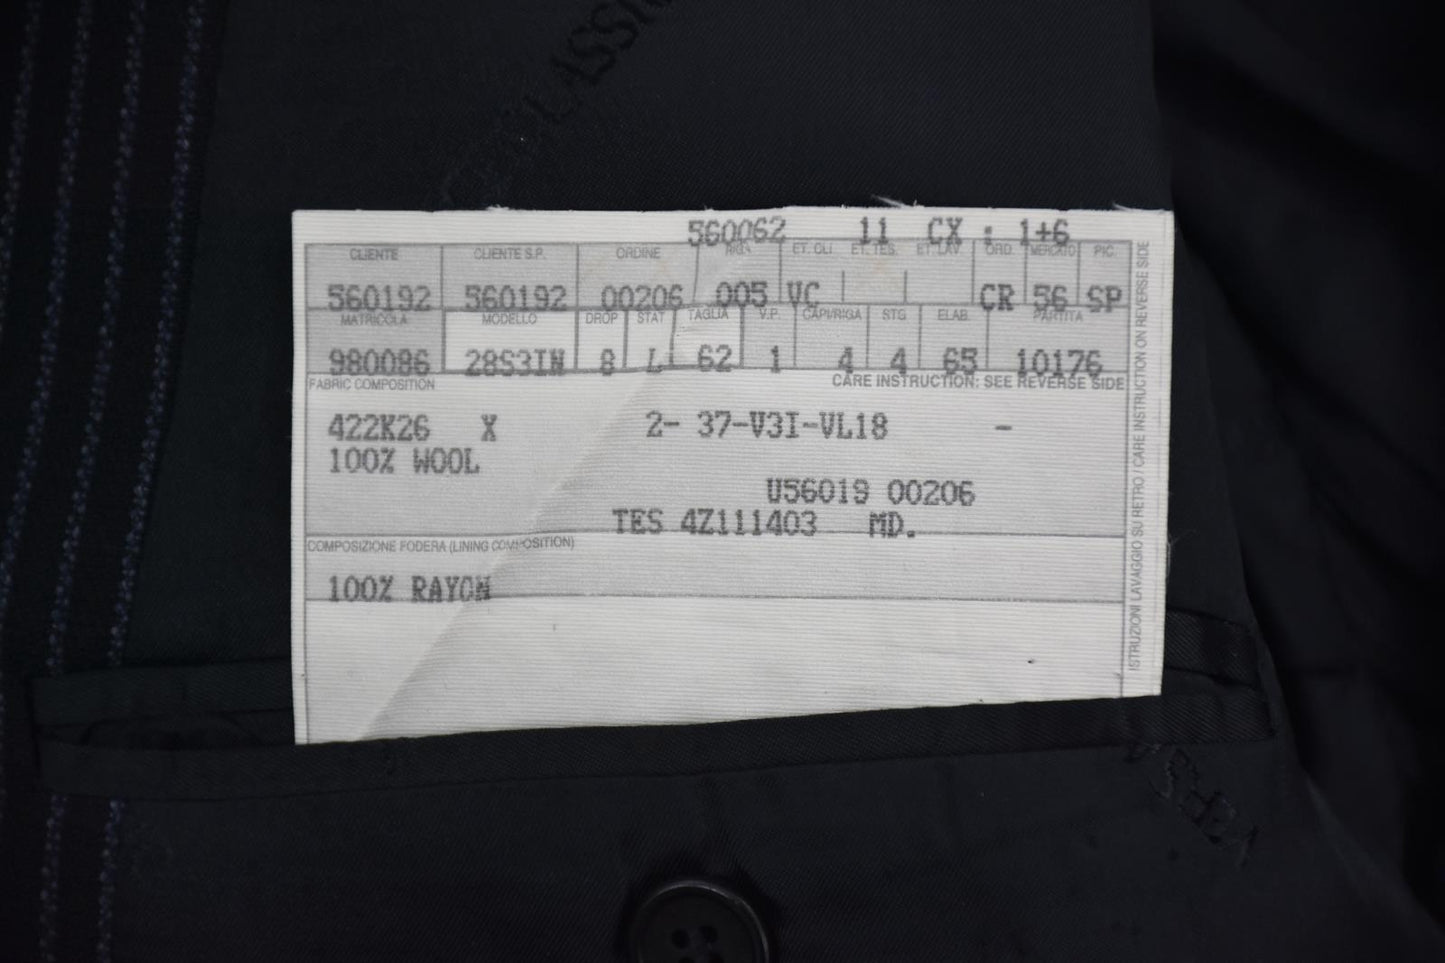 560062 11 CX : 1+6
CLIENTE CLIENTE S.P. ORDINE RIGA ET. CLI ET. TES. ET. LAV. ORD. MERCATO PIC.
560192 560192 00206 005 VC CR 56 SP
MATRICOLA MODELLO DROP STAT TAGLIA V.P. CAPI/RIGA STG ELAB. PARTITA
980086 28S3IN 8 L 62 1 4 4 65 10176
FABRIC COMPOSITION CARE INSTRUCTION: SEE REVERSE SIDE
422K26 X 2- 37-V3I-VL18 -
100% WOOL
U56019 00206
TES 4Z111403 MD.
COMPOSIZIONE FODERA (LINING COMPOSITION)
100% RAYON
ISTRUZIONI LAVAGGIO SU RETRO / CARE INSTRUCTION ON REVERSE SIDE